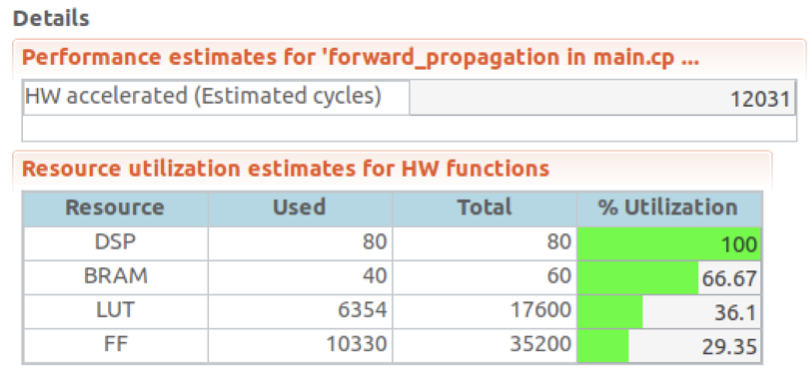 Details
Performance estimates for 'forward_propagation in main.cp ...
HW accelerated (Estimated cycles) 12031
Resource utilization estimates for HW functions
Resource Used Total % Utilization
DSP 80 80 100
BRAM 40 60 66.67
LUT 6354 17600 36.1
FF 10330 35200 29.35